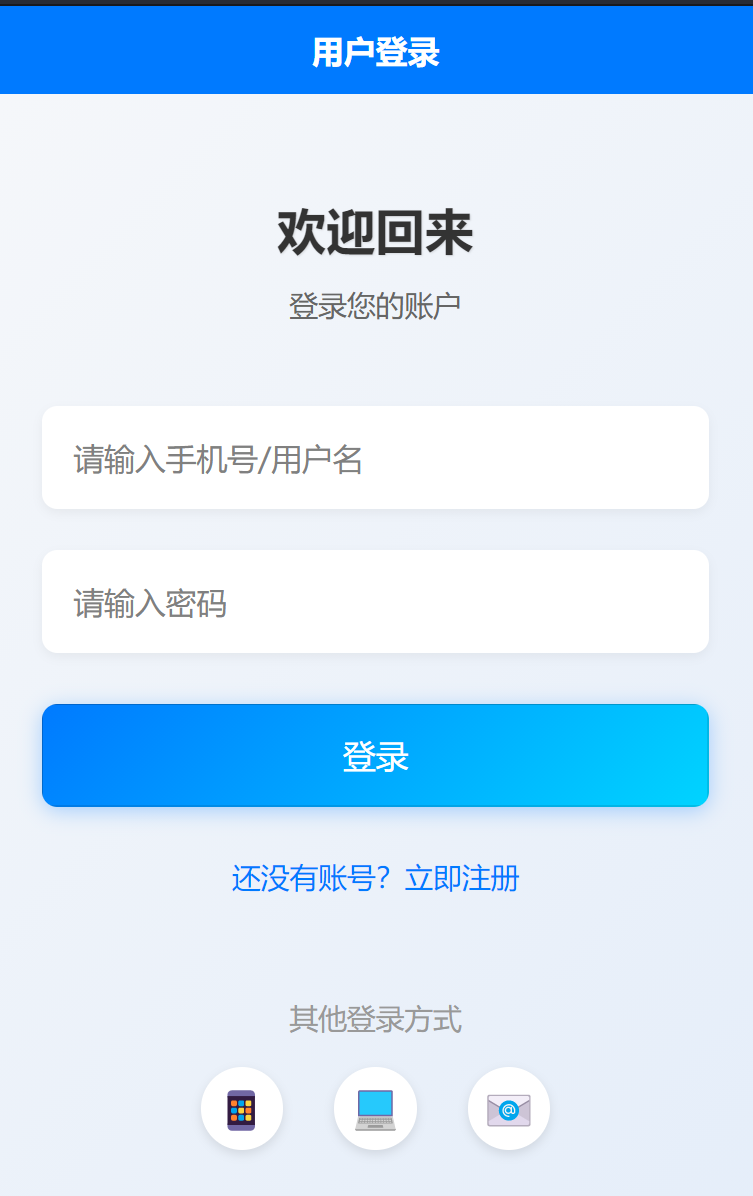 用户登录
欢迎回来
登录您的账户
请输入手机号/用户名
请输入密码
登录
还没有账号？立即注册
其他登录方式